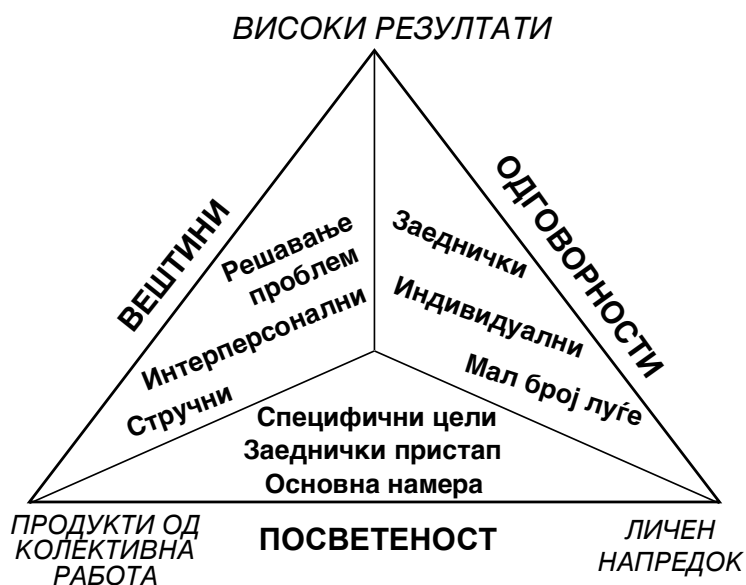 ВИСОКИ РЕЗУЛТАТИ
ВЕШТИНИ
Решавање
проблем
Интерперсонални
Стручни
ОДГОВОРНОСТИ
Заеднички
Индивидуални
Мал број луѓе
Специфични цели
Заеднички пристап
Основна намера
ПРОДУКТИ ОД
КОЛЕКТИВНА
РАБОТА
ПОСВЕТЕНОСТ
ЛИЧЕН
НАПРЕДОК